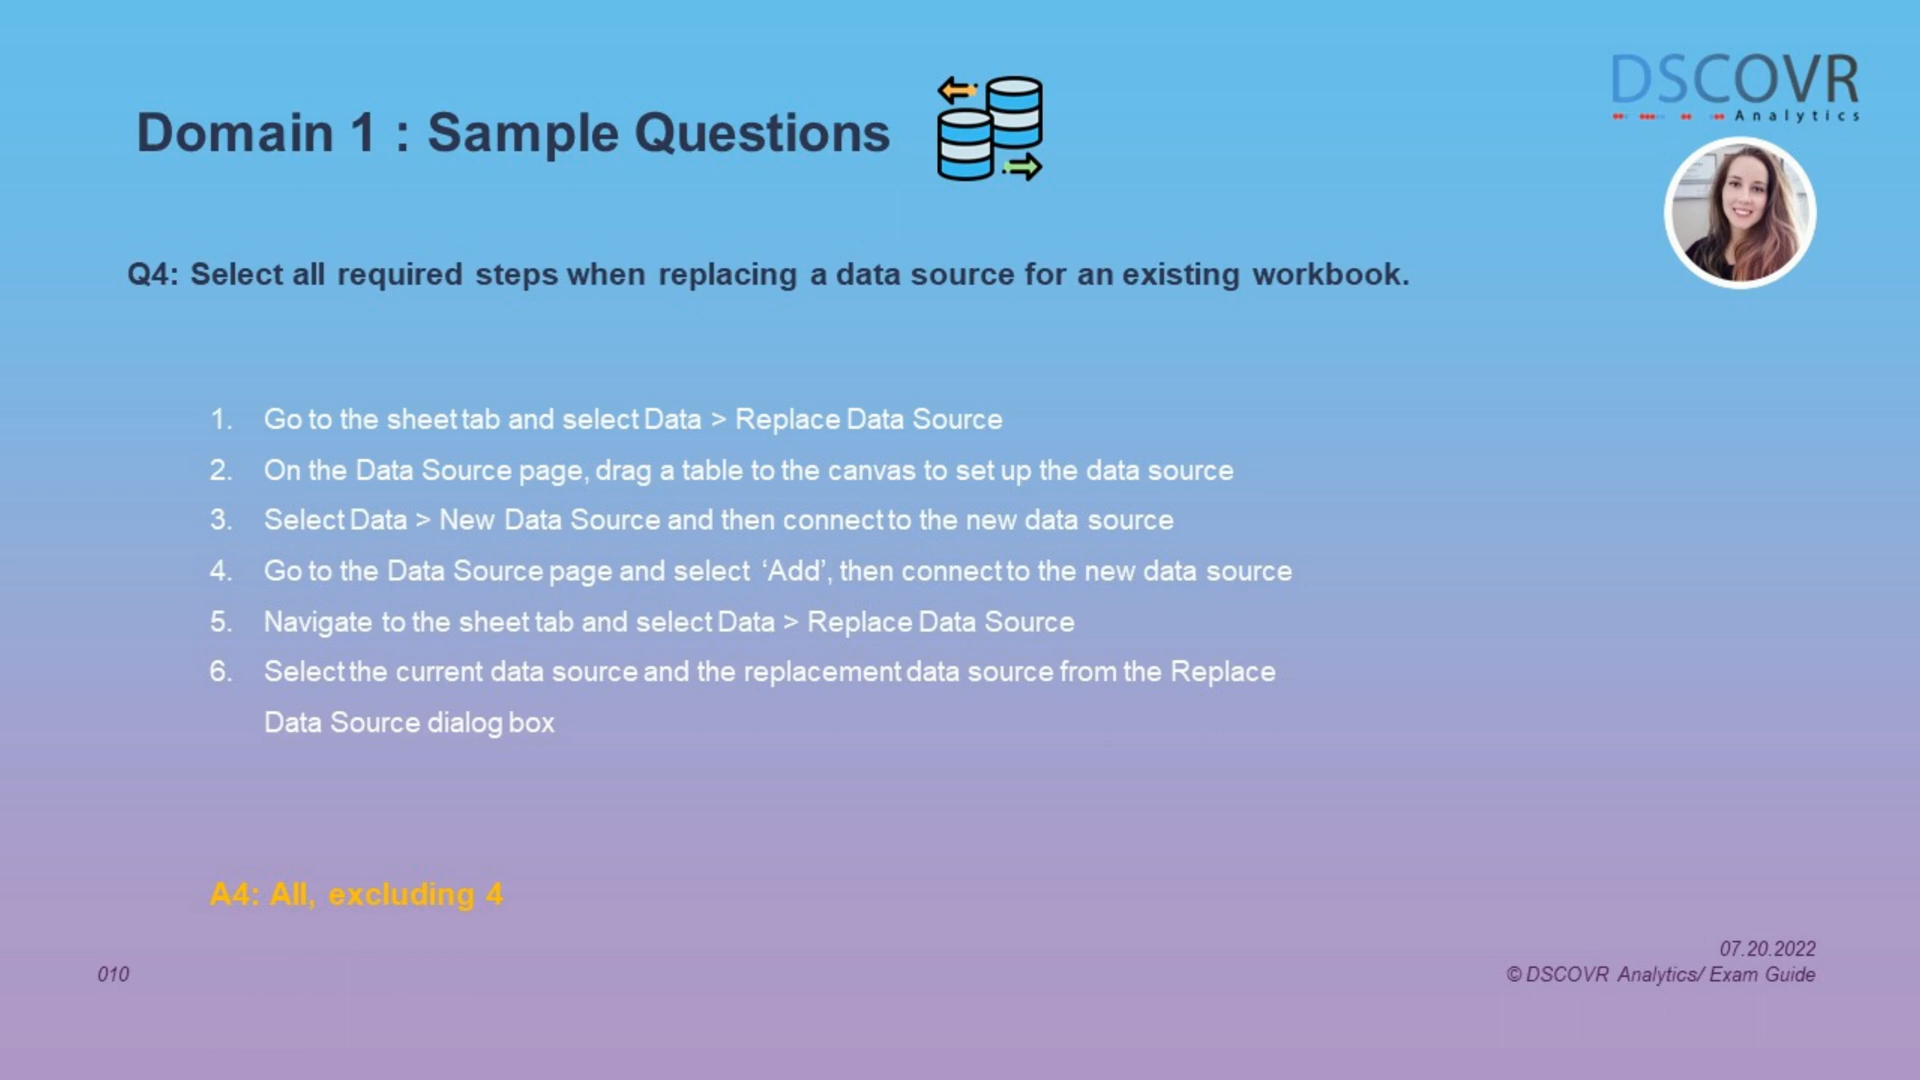 DSCOVR
Analytics
Domain 1 : Sample Questions
Q4: Select all required steps when replacing a data source for an existing workbook.
1. Go to the sheet tab and select Data > Replace Data Source
2. On the Data Source page, drag a table to the canvas to set up the data source
3. Select Data > New Data Source and then connect to the new data source
4. Go to the Data Source page and select ‘Add’, then connect to the new data source
5. Navigate to the sheet tab and select Data > Replace Data Source
6. Select the current data source and the replacement data source from the Replace
Data Source dialog box
A4: All, excluding 4
07.20.2022
010
© DSCOVR Analytics/ Exam Guide